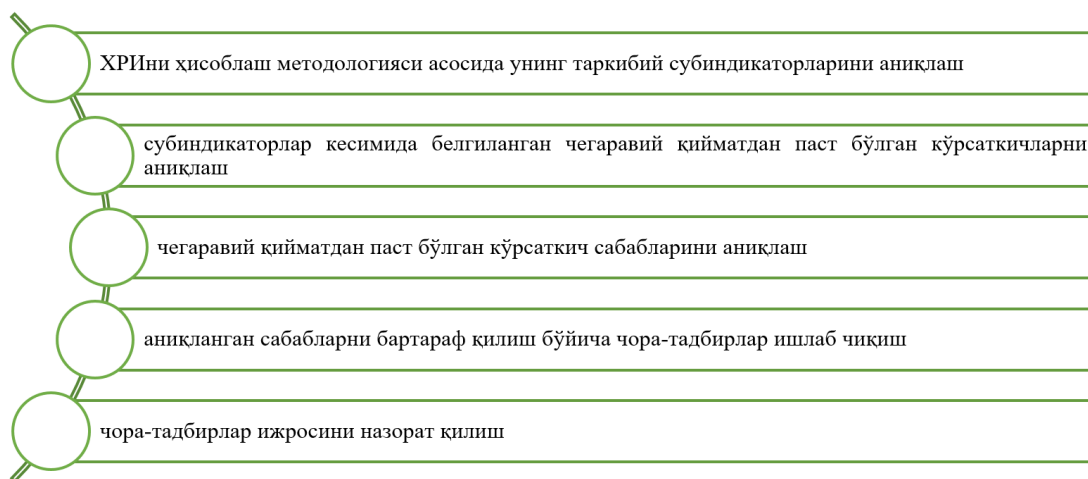 ХРИни ҳисоблаш методологияси асосида унинг таркибий субиндикаторларини аниқлаш
субиндикаторлар кесимида белгиланган чегаравий қийматдан паст бўлган кўрсаткичларни
аниқлаш
чегаравий қийматдан паст бўлган кўрсаткич сабабларини аниқлаш
аниқланган сабабларни бартараф қилиш бўйича чора-тадбирлар ишлаб чиқиш
чора-тадбирлар ижросини назорат қилиш